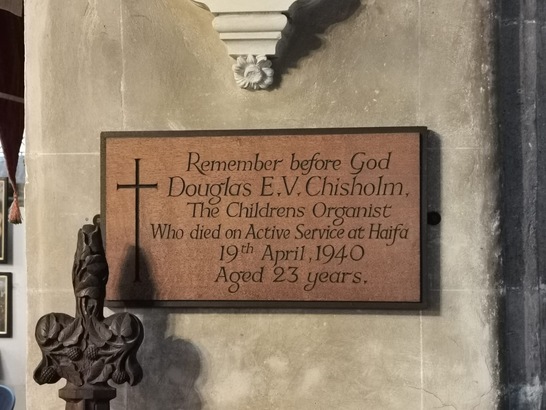 Remember before God
Douglas E.V. Chisholm,
The Childrens Organist
Who died on Active Service at Haifa
19th April, 1940
Aged 23 years.